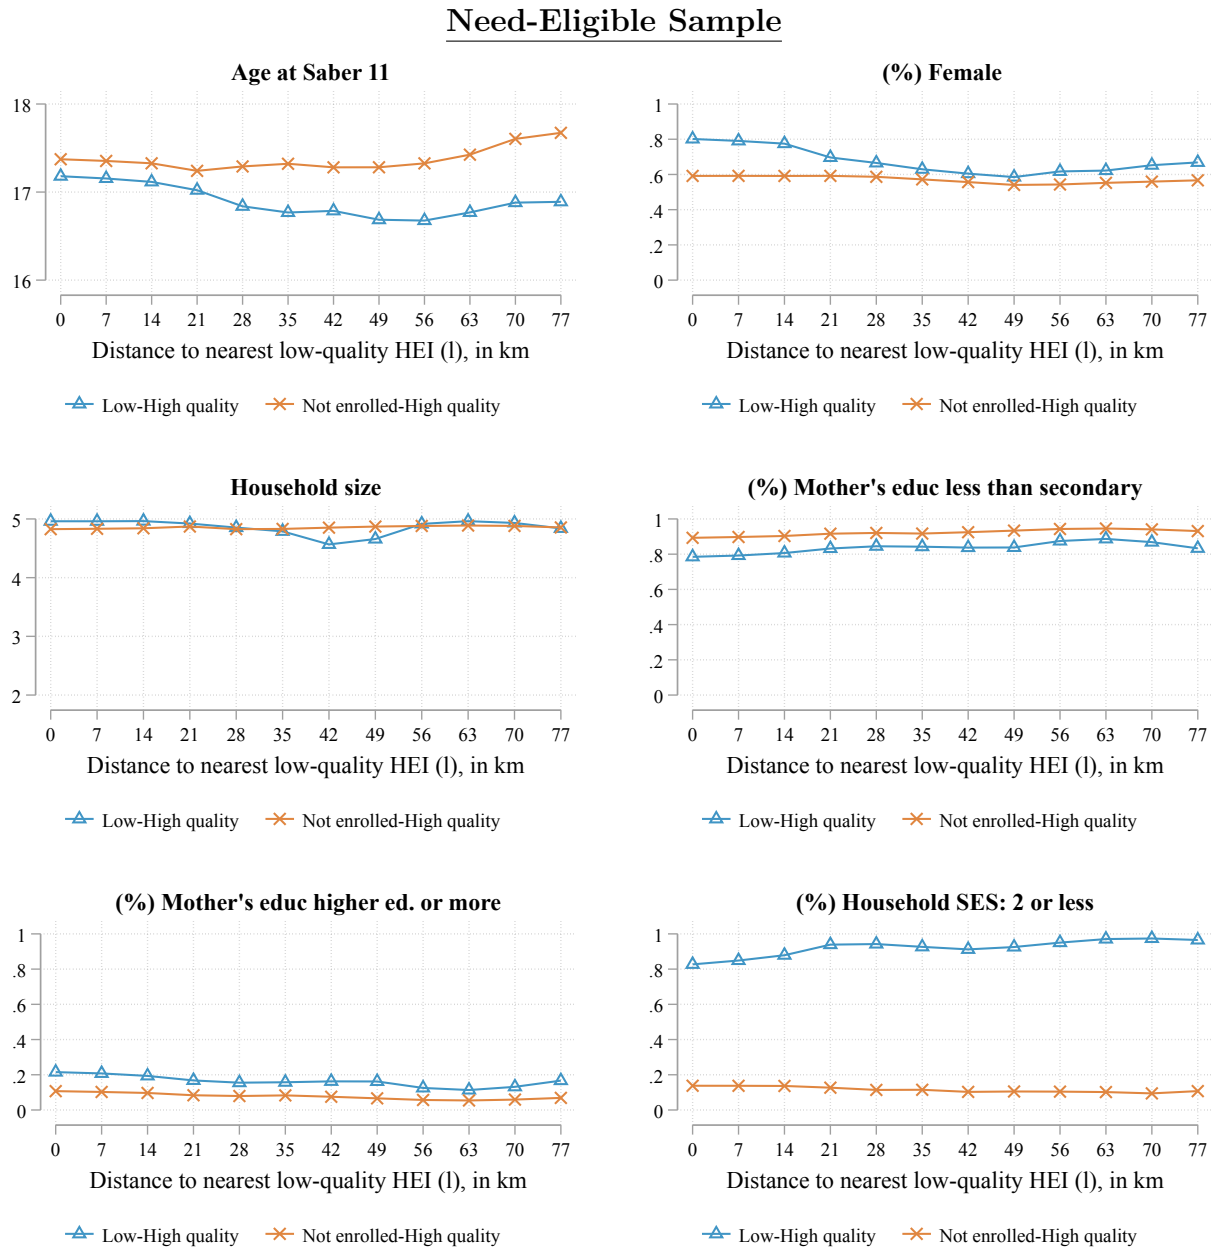 Need-Eligible Sample
Age at Saber 11
18
17
16
0 7 14 21 28 35 42 49 56 63 70 77
Distance to nearest low-quality HEI (l), in km
Low-High quality Not enrolled-High quality
(%) Female
1
.8
.6
.4
.2
0
0 7 14 21 28 35 42 49 56 63 70 77
Distance to nearest low-quality HEI (l), in km
Low-High quality Not enrolled-High quality
Household size
5
4
3
2
0 7 14 21 28 35 42 49 56 63 70 77
Distance to nearest low-quality HEI (l), in km
Low-High quality Not enrolled-High quality
(%) Mother's educ less than secondary
1
.8
.6
.4
.2
0
0 7 14 21 28 35 42 49 56 63 70 77
Distance to nearest low-quality HEI (l), in km
Low-High quality Not enrolled-High quality
(%) Mother's educ higher ed. or more
1
.8
.6
.4
.2
0
0 7 14 21 28 35 42 49 56 63 70 77
Distance to nearest low-quality HEI (l), in km
Low-High quality Not enrolled-High quality
(%) Household SES: 2 or less
1
.8
.6
.4
.2
0
0 7 14 21 28 35 42 49 56 63 70 77
Distance to nearest low-quality HEI (l), in km
Low-High quality Not enrolled-High quality